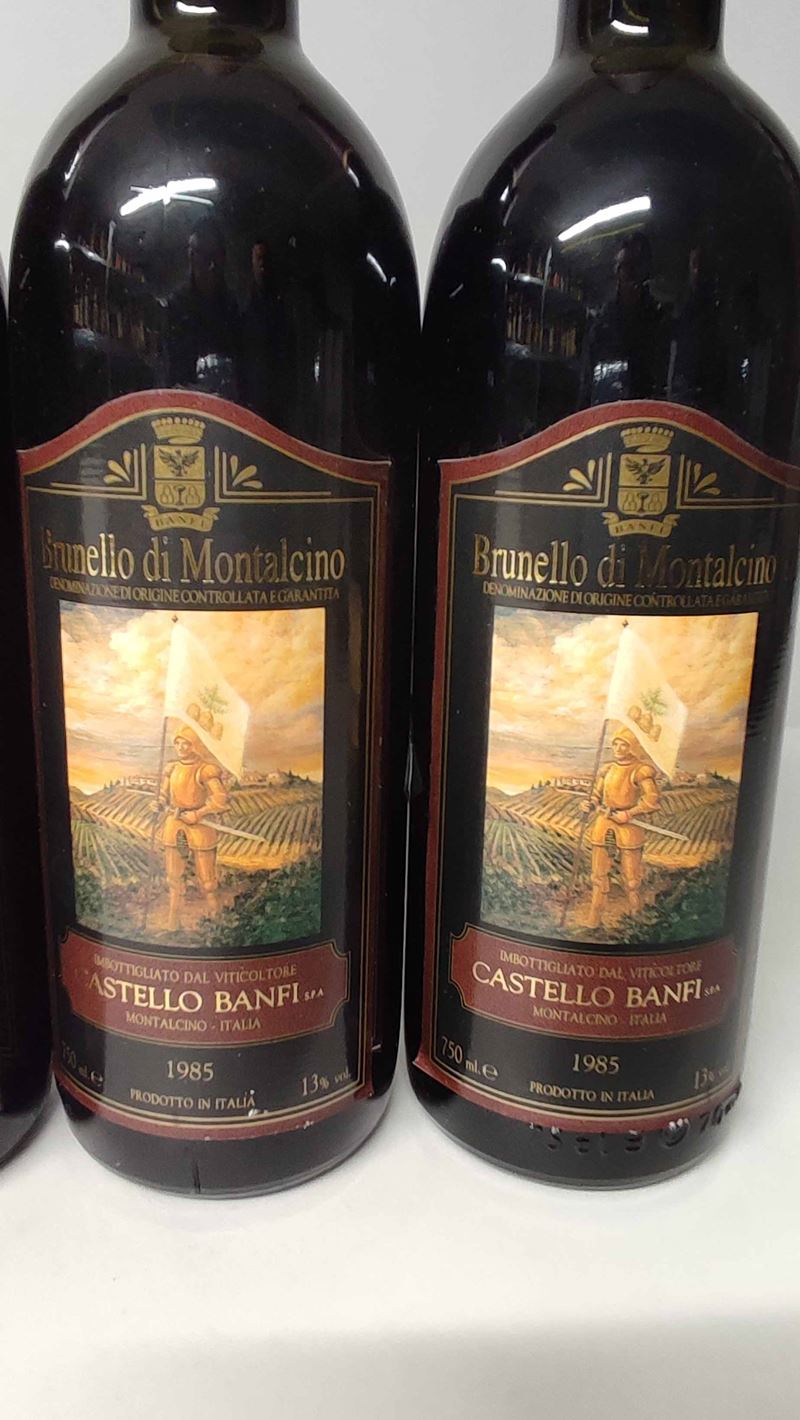 BANFI
Brunello di Montalcino
DENOMINAZIONE DI ORIGINE CONTROLLATA E GARANTITA
IMBOTTIGLIATO DAL VITICOLTORE
CASTELLO BANFI S.P.A
MONTALCINO - ITALIA
750 ml. e
1985
13% vol.
PRODOTTO IN ITALIA
BANFI
Brunello di Montalcino
DENOMINAZIONE DI ORIGINE CONTROLLATA E GARANTITA
IMBOTTIGLIATO DAL VITICOLTORE
CASTELLO BANFI S.P.A
MONTALCINO - ITALIA
750 ml. e
1985
13% vol.
PRODOTTO IN ITALIA